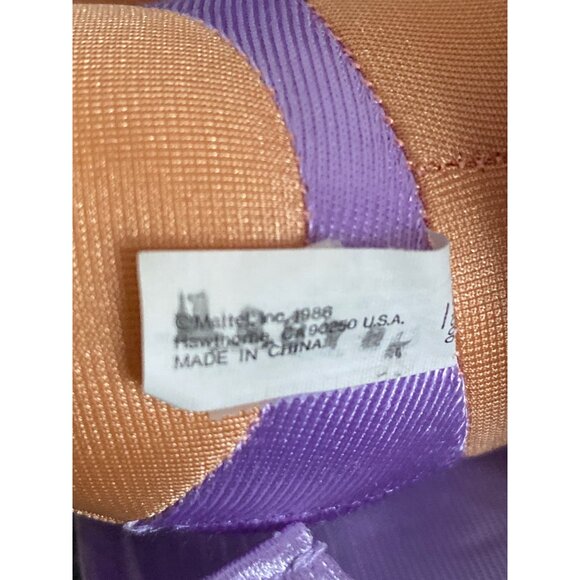 © Mattel, Inc. 1986
Hawthorne, CA 90250 U.S.A.
MADE IN CHINA